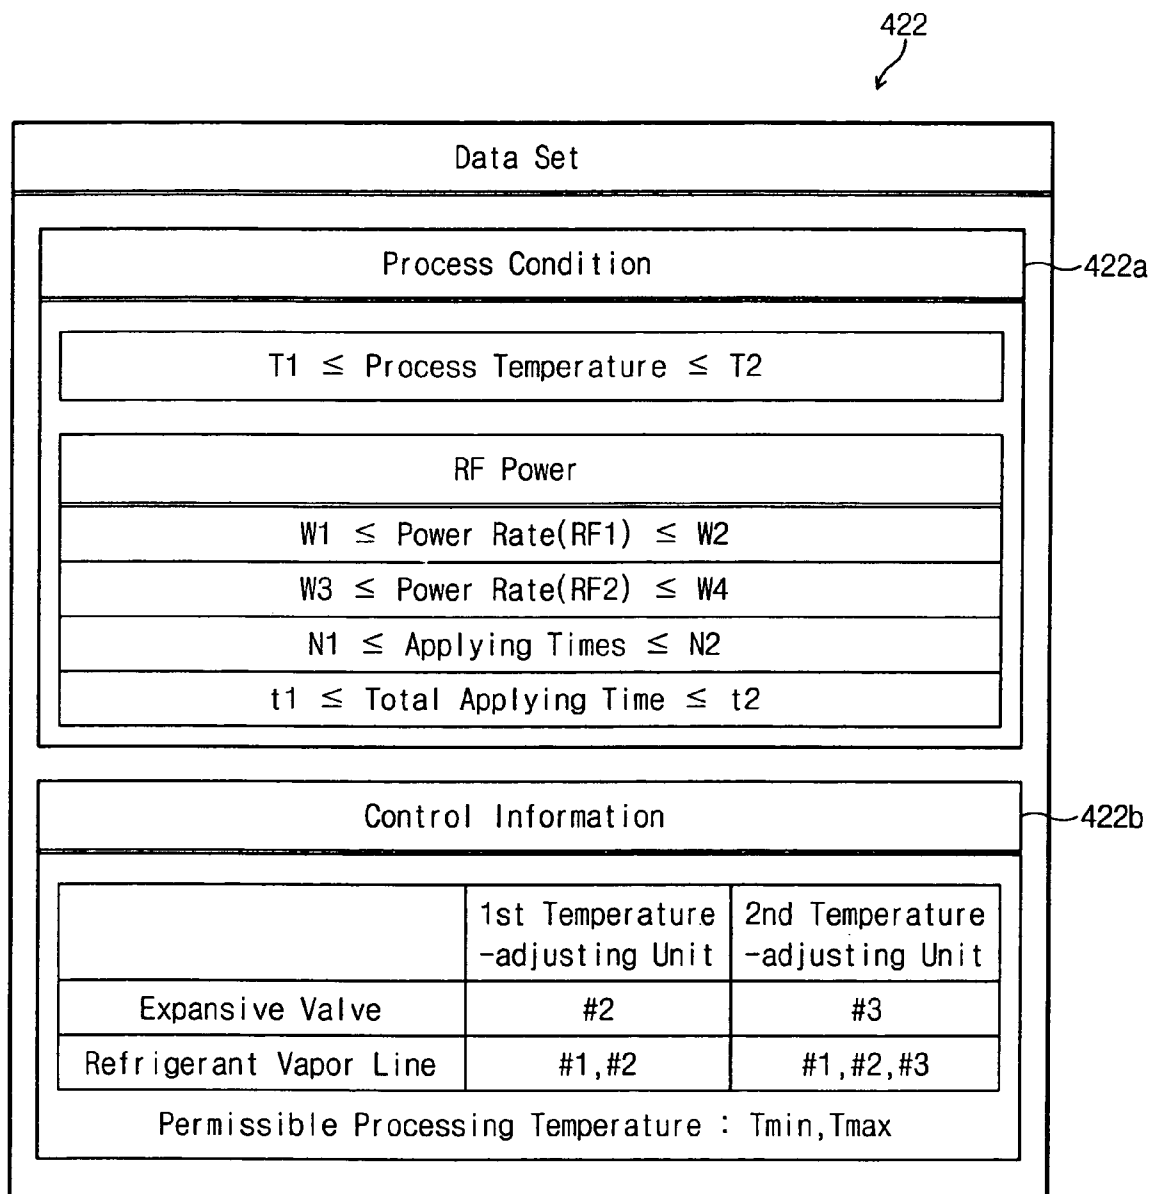 422
Data Set
Process Condition
422a
T1 ≤ Process Temperature ≤ T2
RF Power
W1 ≤ Power Rate(RF1) ≤ W2
W3 ≤ Power Rate(RF2) ≤ W4
N1 ≤ Applying Times ≤ N2
t1 ≤ Total Applying Time ≤ t2
Control Information
422b
1st Temperature
-adjusting Unit
2nd Temperature
-adjusting Unit
Expansive Valve #2 #3
Refrigerant Vapor Line #1,#2 #1,#2,#3
Permissible Processing Temperature : Tmin,Tmax